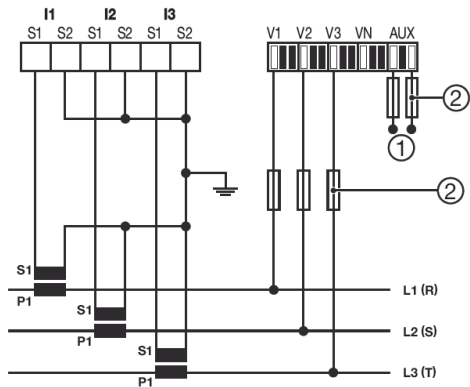 I1 I2 I3
S1 S2 S1 S2 S1 S2
V1 V2 V3 VN AUX
2
1
2
S1
P1
L1 (R)
S1
P1
L2 (S)
S1
P1
L3 (T)